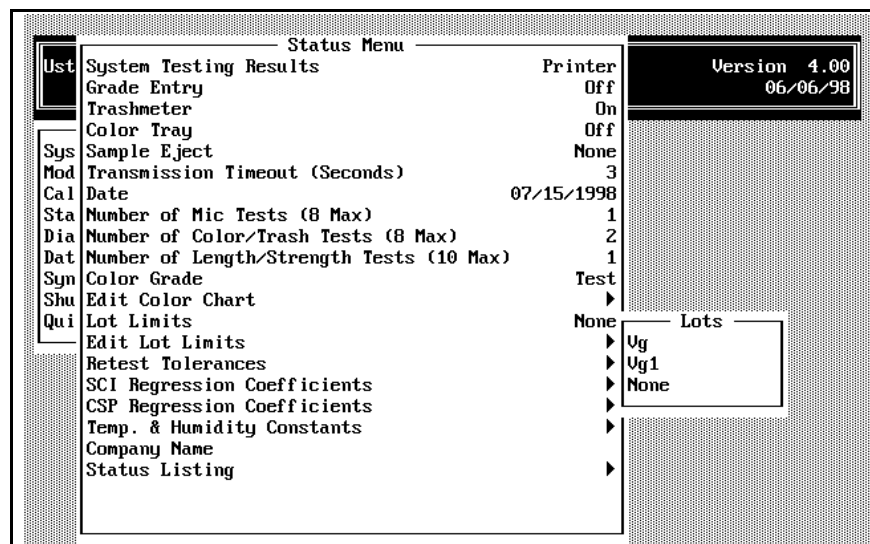 Status Menu
Ust
Version 4.00
06/06/98
System Testing Results Printer
Grade Entry Off
Trashmeter On
Color Tray Off
Sys Sample Eject None
Mod Transmission Timeout (Seconds) 3
Cal Date 07/15/1998
Sta Number of Mic Tests (8 Max) 1
Dia Number of Color/Trash Tests (8 Max) 2
Dat Number of Length/Strength Tests (10 Max) 1
Syn Color Grade Test
Shu Edit Color Chart
Qui Lot Limits None
Edit Lot Limits
Retest Tolerances
SCI Regression Coefficients
CSP Regression Coefficients
Temp. & Humidity Constants
Company Name
Status Listing
Lots
Vg
Vg1
None